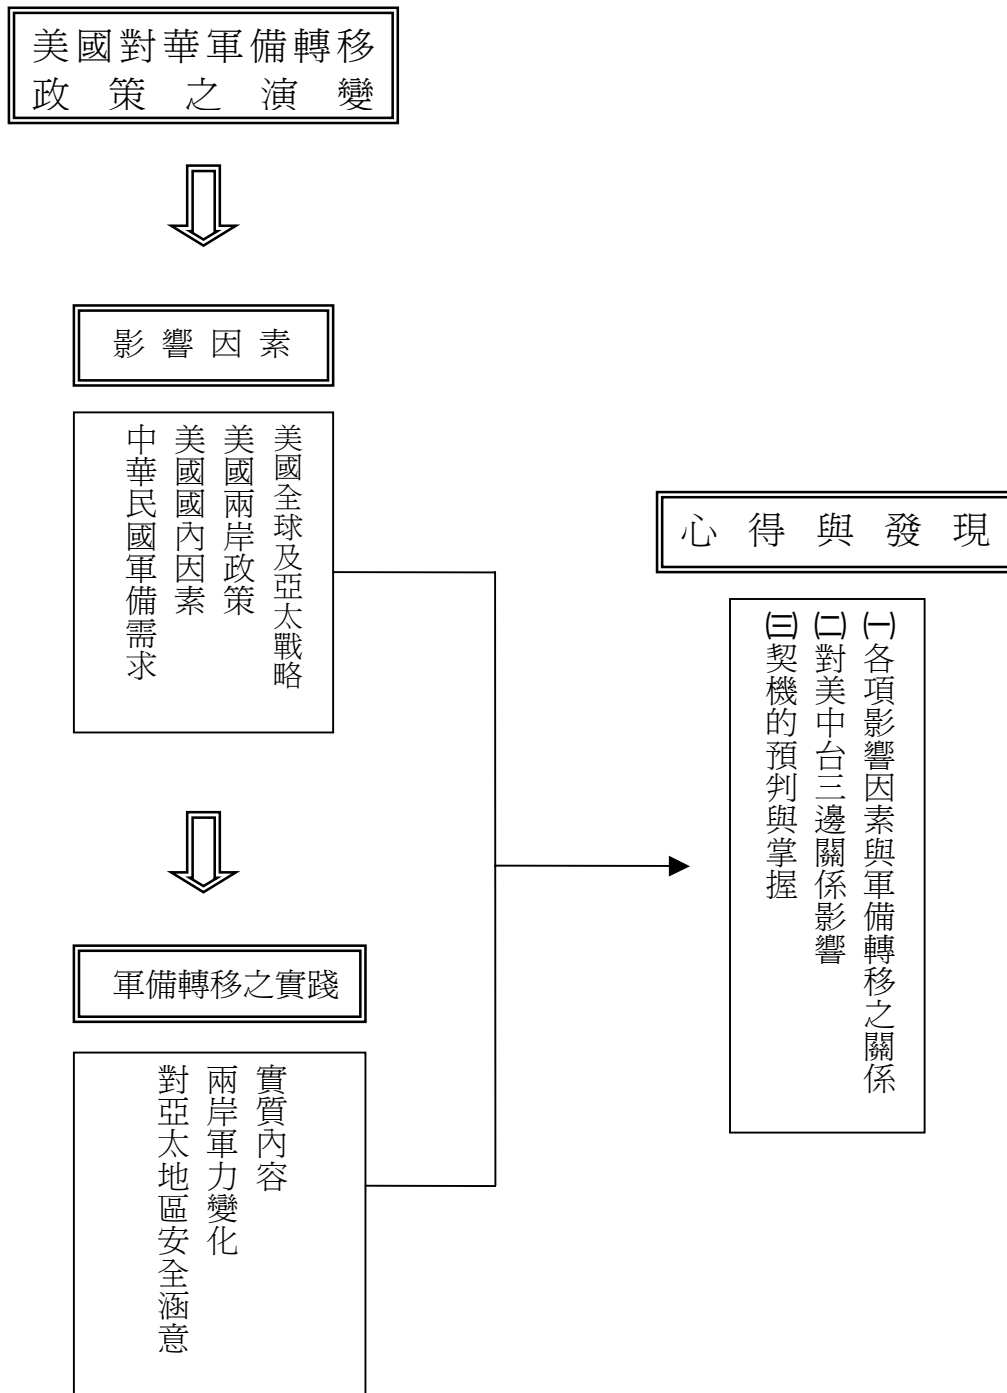 美國對華軍備轉移
政策之演變
影響因素
美國全球及亞太戰略
美國兩岸政策
美國國內因素
中華民國軍備需求
軍備轉移之實踐
實質內容
兩岸軍力變化
對亞太地區安全涵意
心得與發現
㈠各項影響因素與軍備轉移之關係
㈡對美中台三邊關係影響
㈢契機的預判與掌握